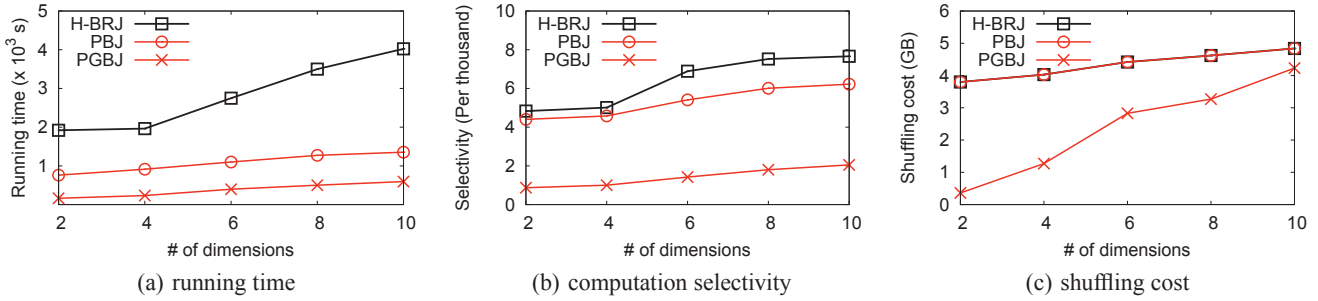 H-BRJ
PBJ
PGBJ
Running time (x 10³ s)
5
4
3
2
1
2 4 6 8 10
# of dimensions
(a) running time
H-BRJ
PBJ
PGBJ
Selectivity (Per thousand)
10
8
6
4
2
0
2 4 6 8 10
# of dimensions
(b) computation selectivity
H-BRJ
PBJ
PGBJ
Shuffling cost (GB)
6
5
4
3
2
1
0
2 4 6 8 10
# of dimensions
(c) shuffling cost